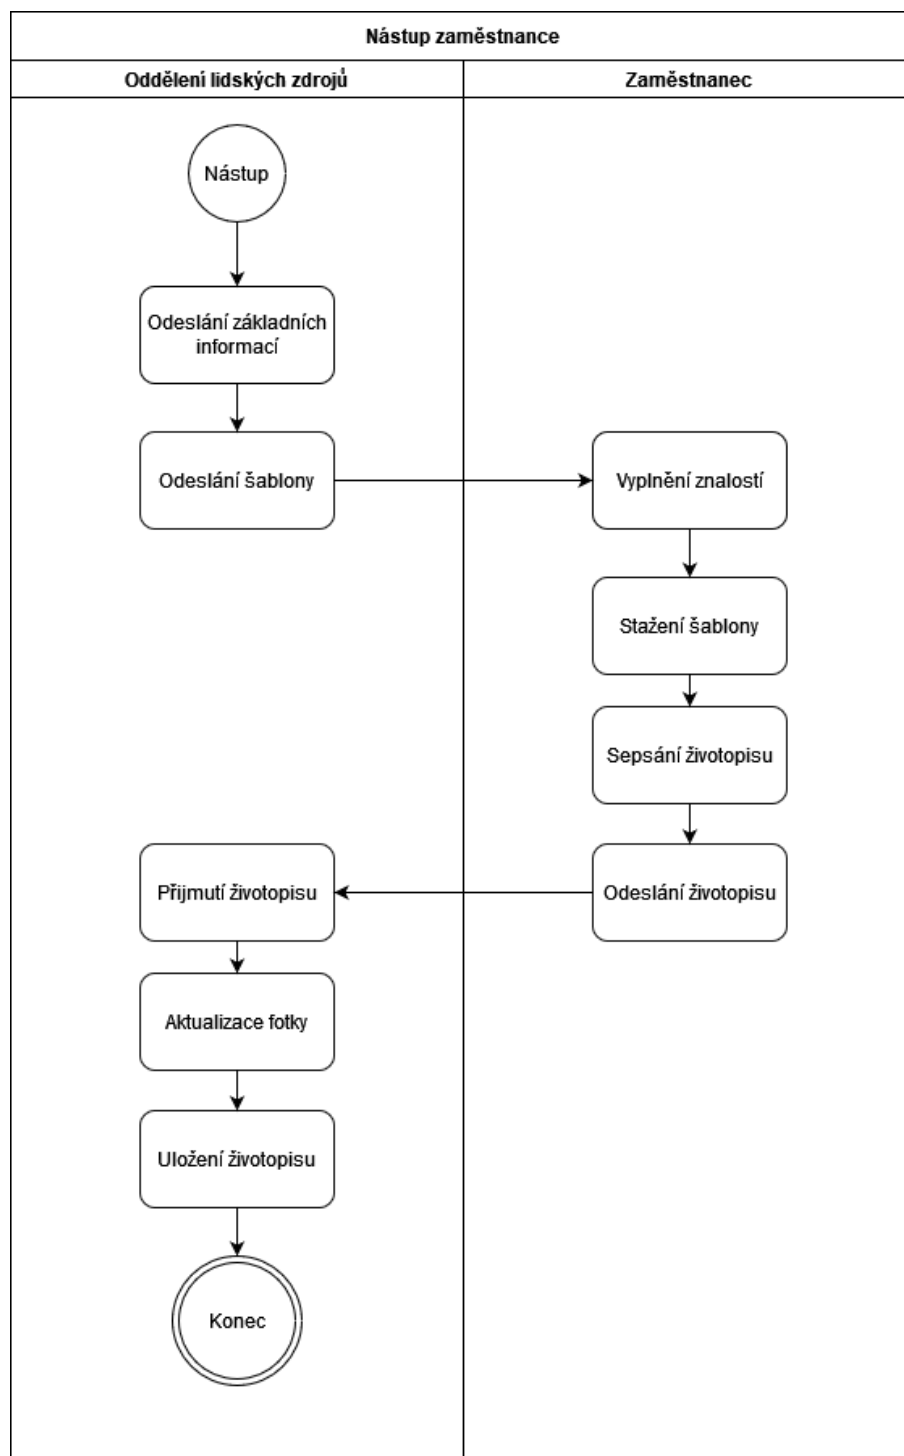 Nástup zaměstnance
Oddělení lidských zdrojů
Zaměstnanec
Nástup
Odeslání základních
informací
Odeslání šablony
Vyplnění znalostí
Stažení šablony
Sepsání životopisu
Odeslání životopisu
Přijmutí životopisu
Aktualizace fotky
Uložení životopisu
Konec